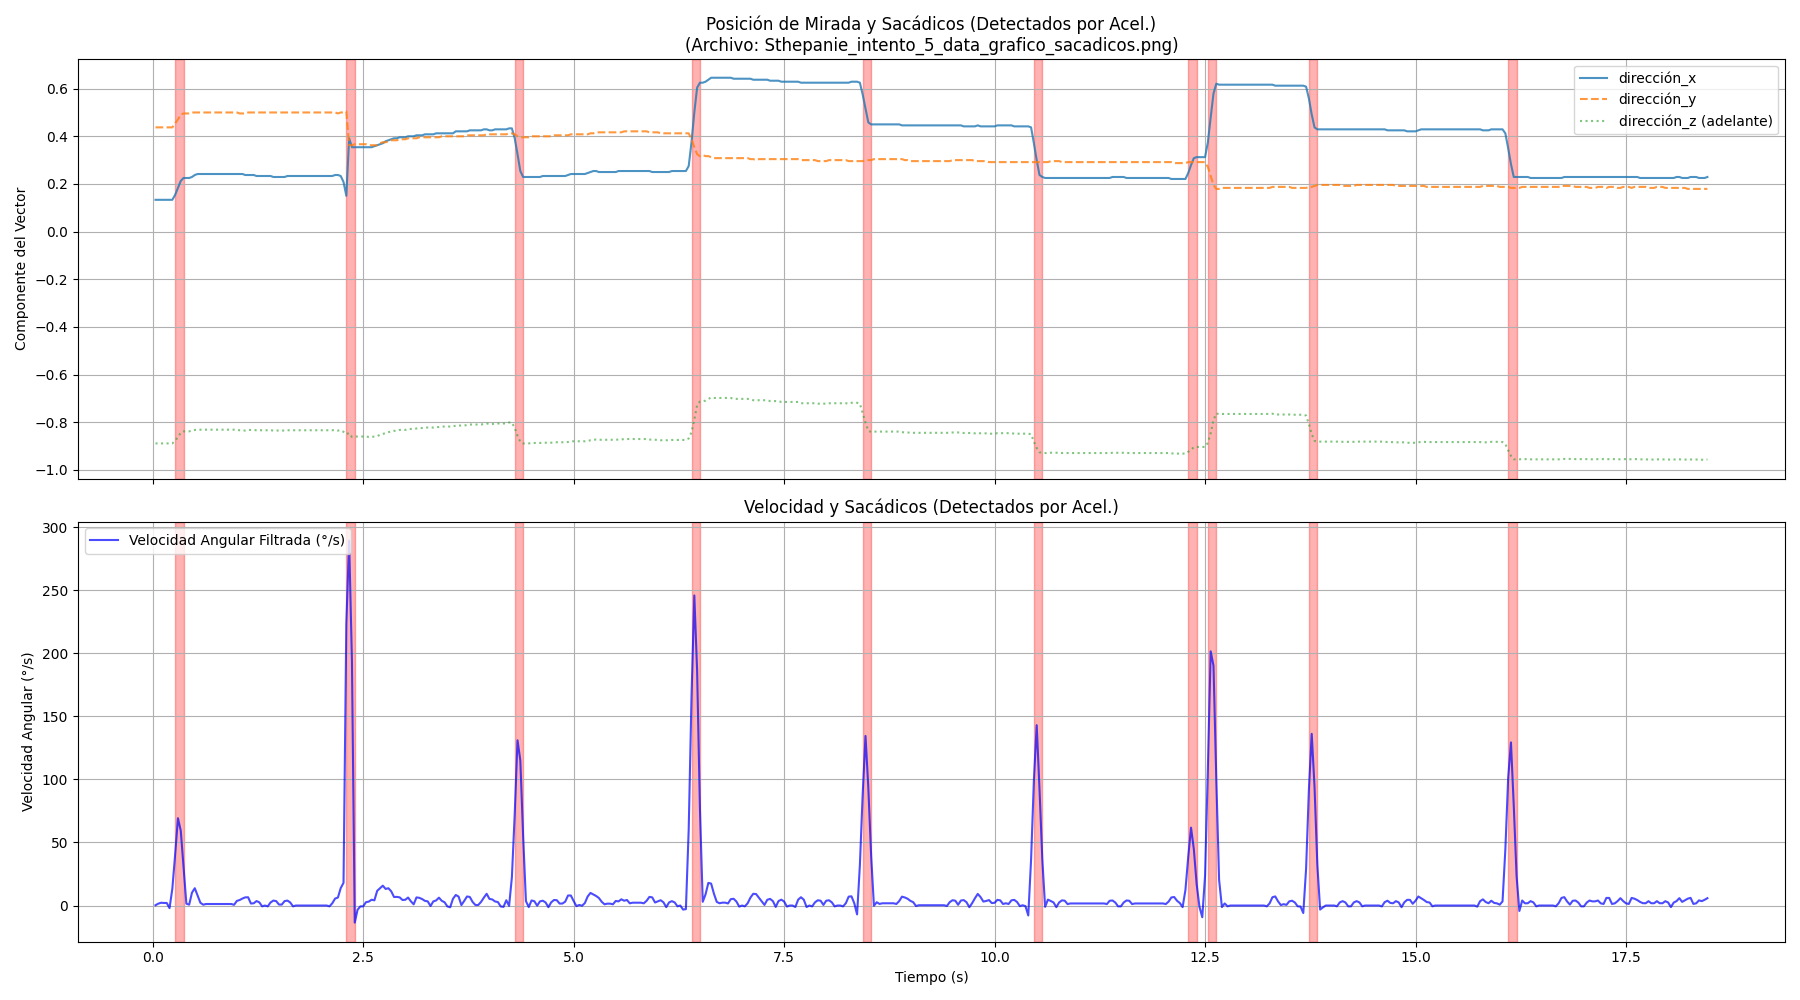 Posición de Mirada y Sacádicos (Detectados por Acel.)
(Archivo: Sthepanie_intento_5_data_grafico_sacadicos.png)
Componente del Vector
0.6
0.4
0.2
0.0
−0.2
−0.4
−0.6
−0.8
−1.0
dirección_x
dirección_y
dirección_z (adelante)
Velocidad y Sacádicos (Detectados por Acel.)
Velocidad Angular (°/s)
300
250
200
150
100
50
0
Velocidad Angular Filtrada (°/s)
0.0 2.5 5.0 7.5 10.0 12.5 15.0 17.5
Tiempo (s)